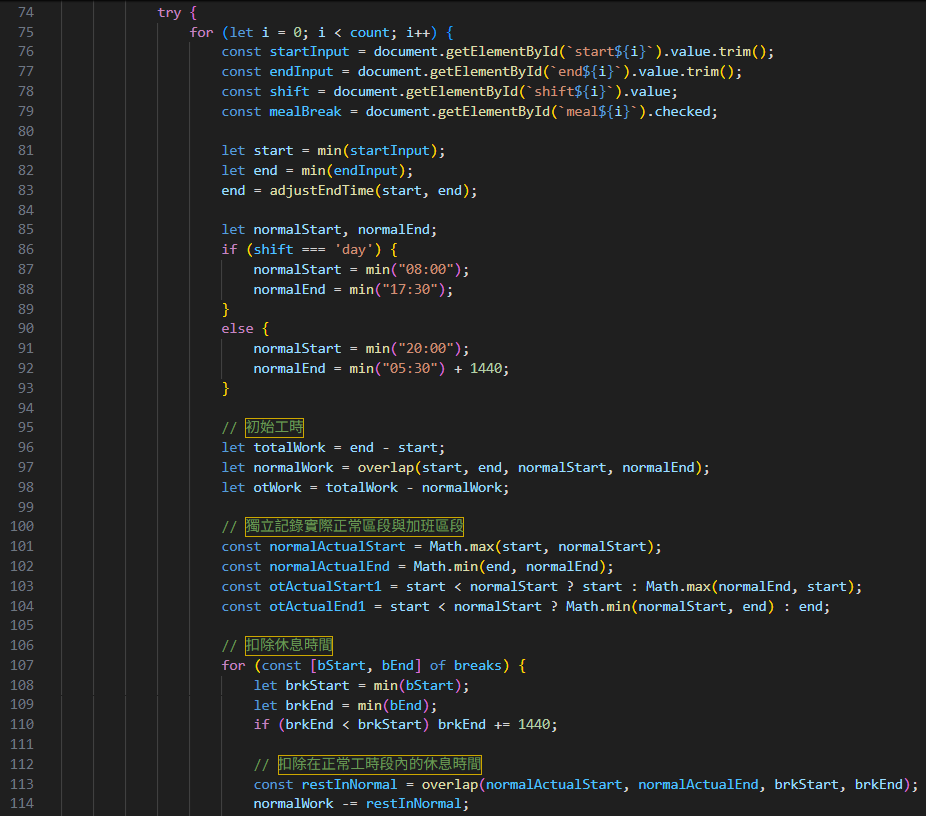 74 try {
75 for (let i = 0; i < count; i++) {
76 const startInput = document.getElementById(`start${i}`).value.trim();
77 const endInput = document.getElementById(`end${i}`).value.trim();
78 const shift = document.getElementById(`shift${i}`).value;
79 const mealBreak = document.getElementById(`meal${i}`).checked;
80
81 let start = min(startInput);
82 let end = min(endInput);
83 end = adjustEndTime(start, end);
84
85 let normalStart, normalEnd;
86 if (shift === 'day') {
87 normalStart = min("08:00");
88 normalEnd = min("17:30");
89 }
90 else {
91 normalStart = min("20:00");
92 normalEnd = min("05:30") + 1440;
93 }
94
95 // 初始工時
96 let totalWork = end - start;
97 let normalWork = overlap(start, end, normalStart, normalEnd);
98 let otWork = totalWork - normalWork;
99
100 // 獨立記錄實際正常區段與加班區段
101 const normalActualStart = Math.max(start, normalStart);
102 const normalActualEnd = Math.min(end, normalEnd);
103 const otActualStart1 = start < normalStart ? start : Math.max(normalEnd, start);
104 const otActualEnd1 = start < normalStart ? Math.min(normalStart, end) : end;
105
106 // 扣除休息時間
107 for (const [bStart, bEnd] of breaks) {
108 let brkStart = min(bStart);
109 let brkEnd = min(bEnd);
110 if (brkEnd < brkStart) brkEnd += 1440;
111
112 // 扣除在正常工時段內的休息時間
113 const restInNormal = overlap(normalActualStart, normalActualEnd, brkStart, brkEnd);
114 normalWork -= restInNormal;